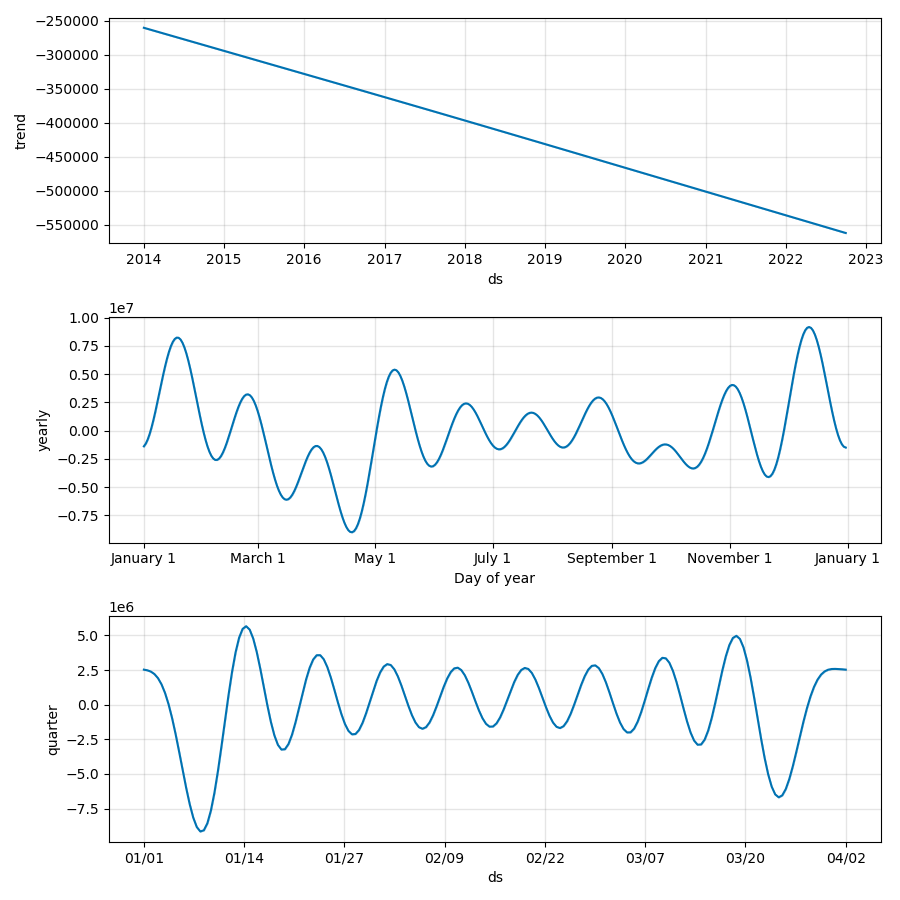 −250000
−300000
−350000
−400000
−450000
−500000
−550000
trend
2014 2015 2016 2017 2018 2019 2020 2021 2022 2023
ds
1e7
1.00
0.75
0.50
0.25
0.00
−0.25
−0.50
−0.75
yearly
January 1 March 1 May 1 July 1 September 1 November 1 January 1
Day of year
1e6
5.0
2.5
0.0
−2.5
−5.0
−7.5
quarter
01/01 01/14 01/27 02/09 02/22 03/07 03/20 04/02
ds